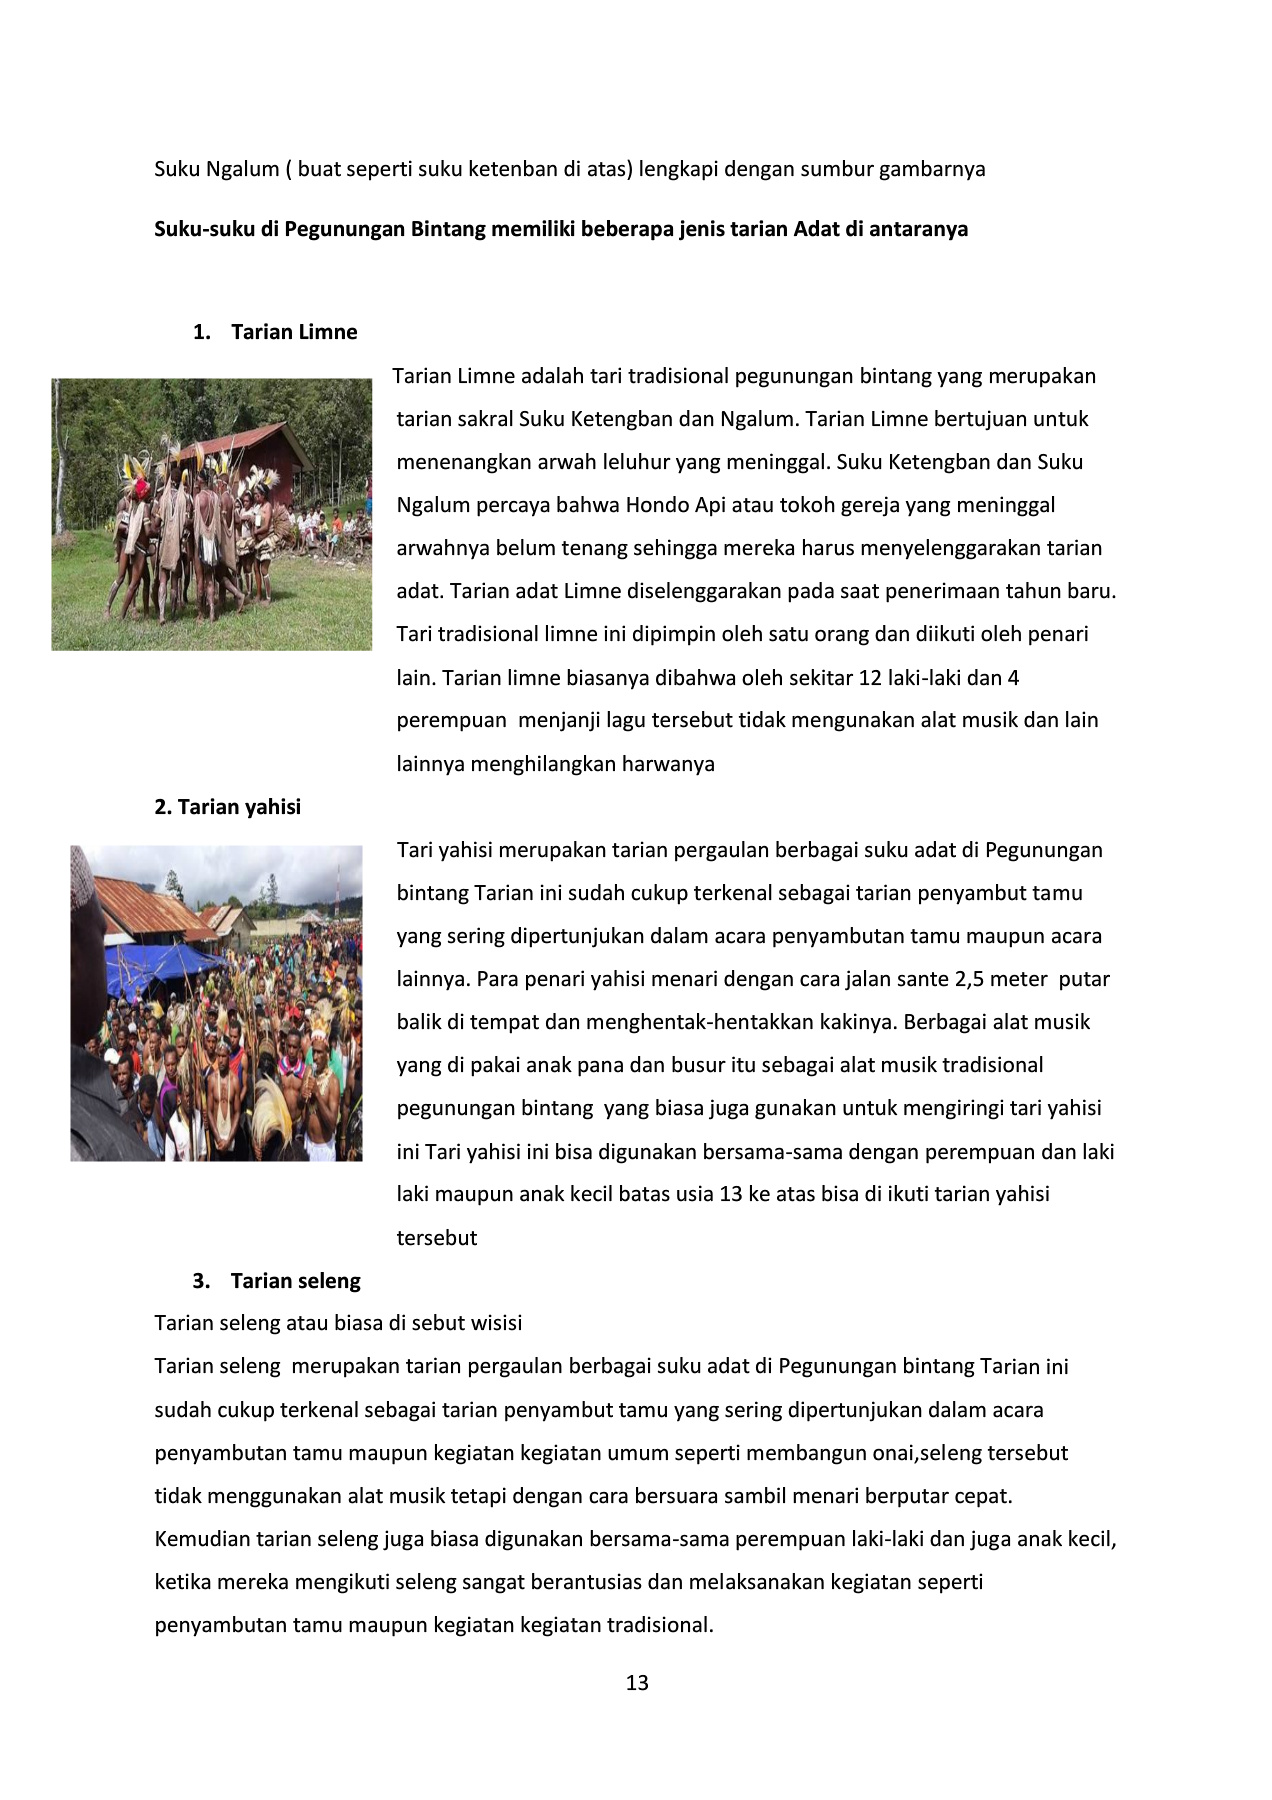 Suku Ngalum ( buat seperti suku ketenban di atas) lengkapi dengan sumbur gambarnya
Suku-suku di Pegunungan Bintang memiliki beberapa jenis tarian Adat di antaranya
1. Tarian Limne
Tarian Limne adalah tari tradisional pegunungan bintang yang merupakan
tarian sakral Suku Ketengban dan Ngalum. Tarian Limne bertujuan untuk
menenangkan arwah leluhur yang meninggal. Suku Ketengban dan Suku
Ngalum percaya bahwa Hondo Api atau tokoh gereja yang meninggal
arwahnya belum tenang sehingga mereka harus menyelenggarakan tarian
adat. Tarian adat Limne diselenggarakan pada saat penerimaan tahun baru.
Tari tradisional limne ini dipimpin oleh satu orang dan diikuti oleh penari
lain. Tarian limne biasanya dibahwa oleh sekitar 12 laki-laki dan 4
perempuan  menjanji lagu tersebut tidak mengunakan alat musik dan lain
lainnya menghilangkan harwanya
2. Tarian yahisi
Tari yahisi merupakan tarian pergaulan berbagai suku adat di Pegunungan
bintang Tarian ini sudah cukup terkenal sebagai tarian penyambut tamu
yang sering dipertunjukan dalam acara penyambutan tamu maupun acara
lainnya. Para penari yahisi menari dengan cara jalan sante 2,5 meter  putar
balik di tempat dan menghentak-hentakkan kakinya. Berbagai alat musik
yang di pakai anak pana dan busur itu sebagai alat musik tradisional
pegunungan bintang  yang biasa juga gunakan untuk mengiringi tari yahisi
ini Tari yahisi ini bisa digunakan bersama-sama dengan perempuan dan laki
laki maupun anak kecil batas usia 13 ke atas bisa di ikuti tarian yahisi
tersebut
3. Tarian seleng
Tarian seleng atau biasa di sebut wisisi
Tarian seleng  merupakan tarian pergaulan berbagai suku adat di Pegunungan bintang Tarian ini
sudah cukup terkenal sebagai tarian penyambut tamu yang sering dipertunjukan dalam acara
penyambutan tamu maupun kegiatan kegiatan umum seperti membangun onai,seleng tersebut
tidak menggunakan alat musik tetapi dengan cara bersuara sambil menari berputar cepat.
Kemudian tarian seleng juga biasa digunakan bersama-sama perempuan laki-laki dan juga anak kecil,
ketika mereka mengikuti seleng sangat berantusias dan melaksanakan kegiatan seperti
penyambutan tamu maupun kegiatan kegiatan tradisional.
13